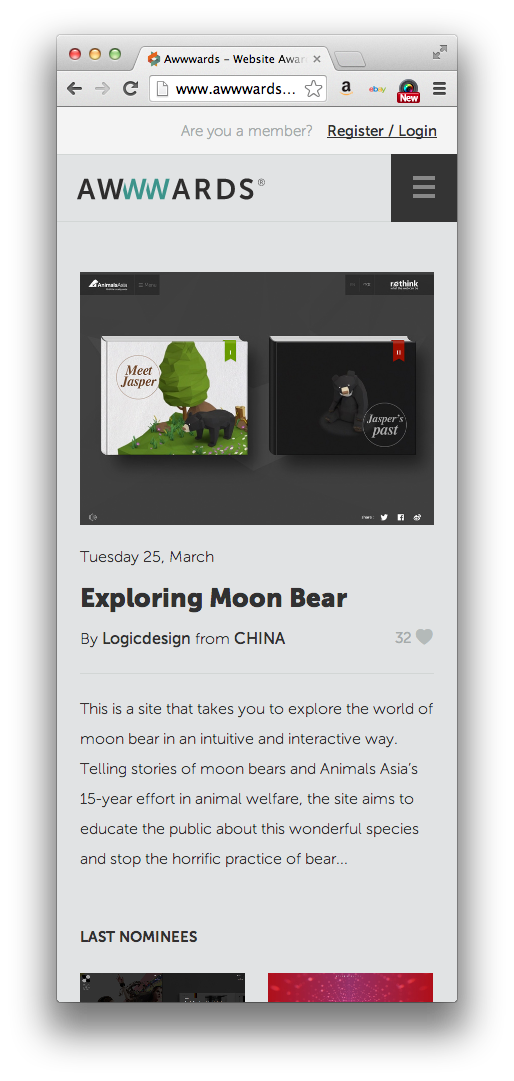 Awwwards – Website Awar
www.awwwards...
a
ebay
New
Are you a member? Register / Login
AWWWARDS®
AnimalsAsia
Menu
rethink
Meet
Jasper
I
II
Jasper's
past
Tuesday 25, March
Exploring Moon Bear
By Logicdesign from CHINA
32
This is a site that takes you to explore the world of
moon bear in an intuitive and interactive way.
Telling stories of moon bears and Animals Asia's
15-year effort in animal welfare, the site aims to
educate the public about this wonderful species
and stop the horrific practice of bear...
LAST NOMINEES